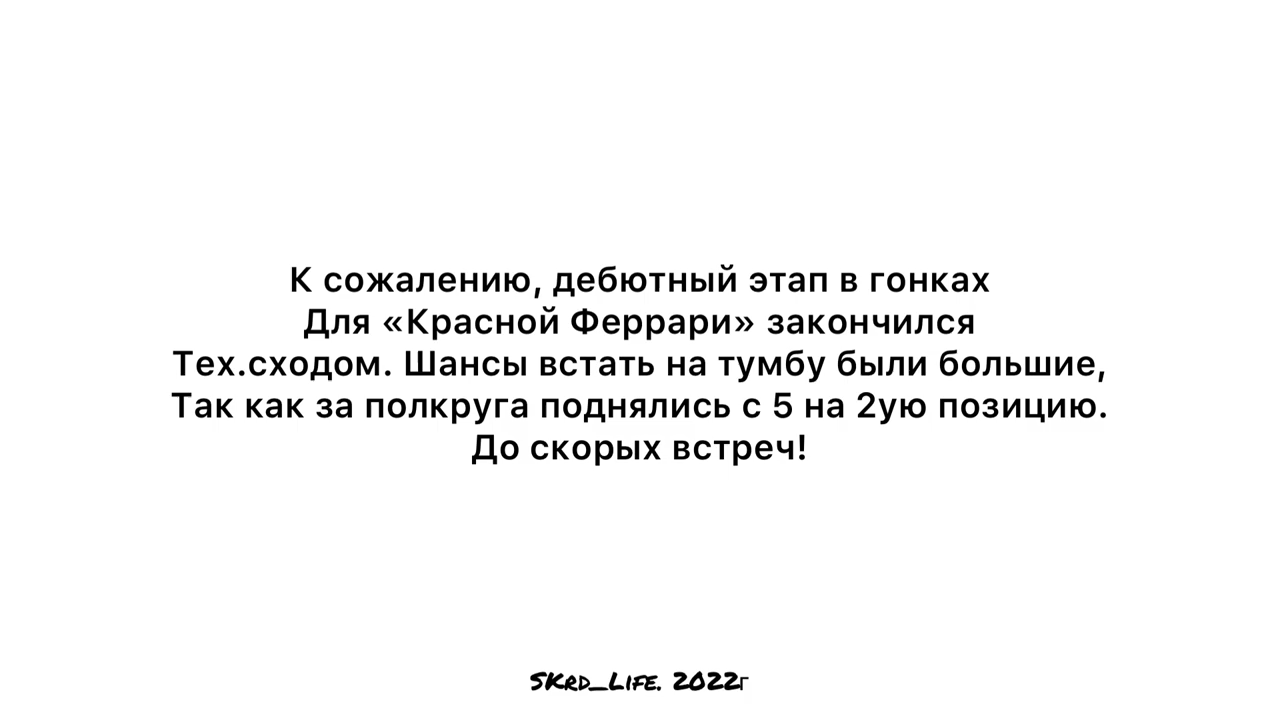 К сожалению, дебютный этап в гонках
Для «Красной Феррари» закончился
Тех.сходом. Шансы встать на тумбу были большие,
Так как за полкруга поднялись с 5 на 2ую позицию.
До скорых встреч!
SKrd_Life. 2022г